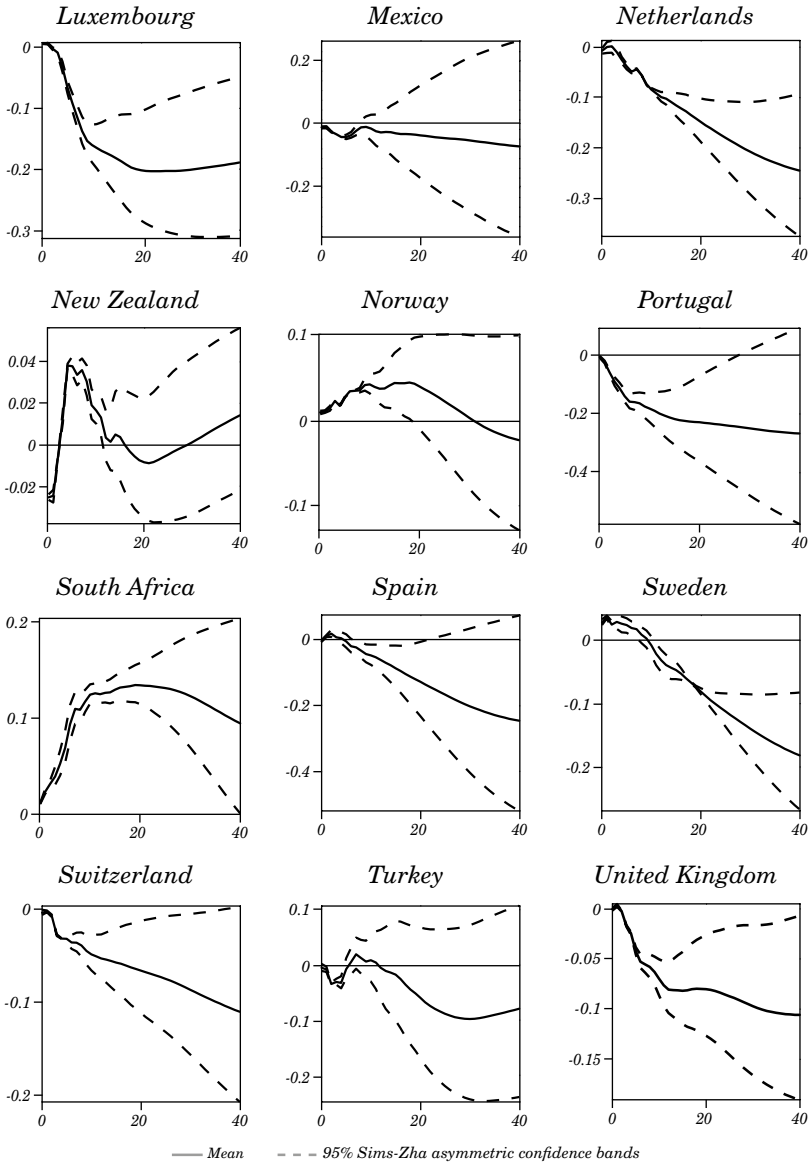 Luxembourg
0
-0.1
-0.2
-0.3
0 20 40
Mexico
0.2
0
-0.2
0 20 40
Netherlands
0
-0.1
-0.2
-0.3
0 20 40
New Zealand
0.04
0.02
0
-0.02
0 20 40
Norway
0.1
0
-0.1
0 20 40
Portugal
0
-0.2
-0.4
0 20 40
South Africa
0.2
0.1
0
0 20 40
Spain
0
-0.2
-0.4
0 20 40
Sweden
0
-0.1
-0.2
0 20 40
Switzerland
0
-0.1
-0.2
0 20 40
Turkey
0.1
0
-0.1
-0.2
0 20 40
United Kingdom
0
-0.05
-0.1
-0.15
0 20 40
Mean 95% Sims-Zha asymmetric confidence bands